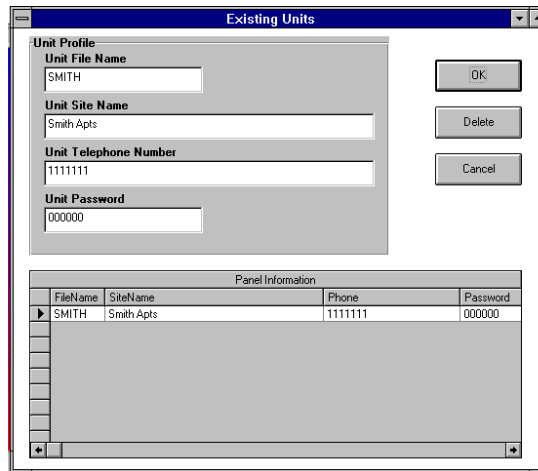 Existing Units
Unit Profile
Unit File Name
SMITH
Unit Site Name
Smith Apts
Unit Telephone Number
1111111
Unit Password
000000
OK
Delete
Cancel
Panel Information
FileName SiteName Phone Password
SMITH Smith Apts 1111111 000000